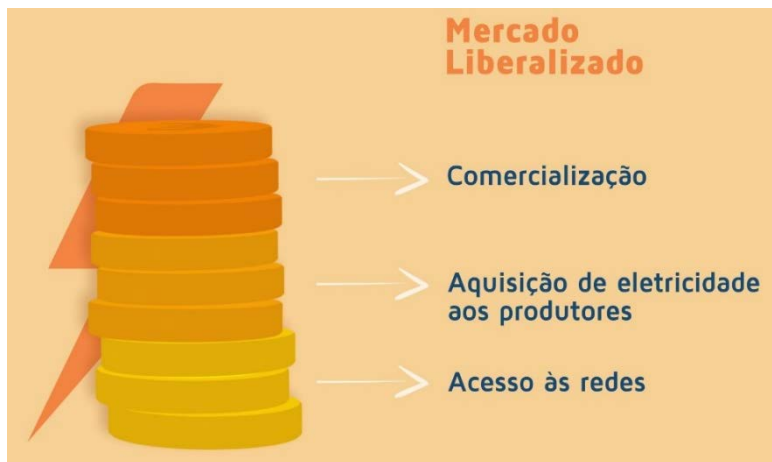 Mercado
Liberalizado
Comercialização
Aquisição de eletricidade
aos produtores
Acesso às redes